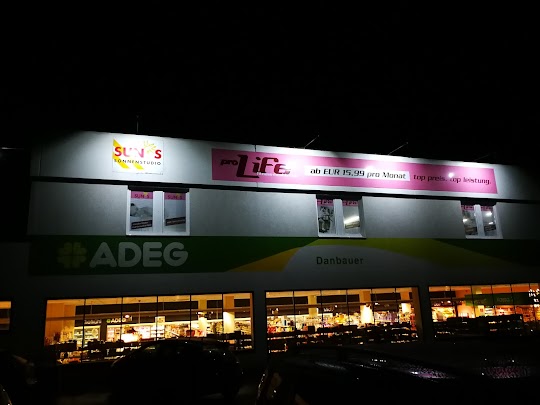 SUN'S
SONNENSTUDIO
pro Life
ab EUR 15,99 pro Monat
top preis. top leistung.
ADEG
Danbauer